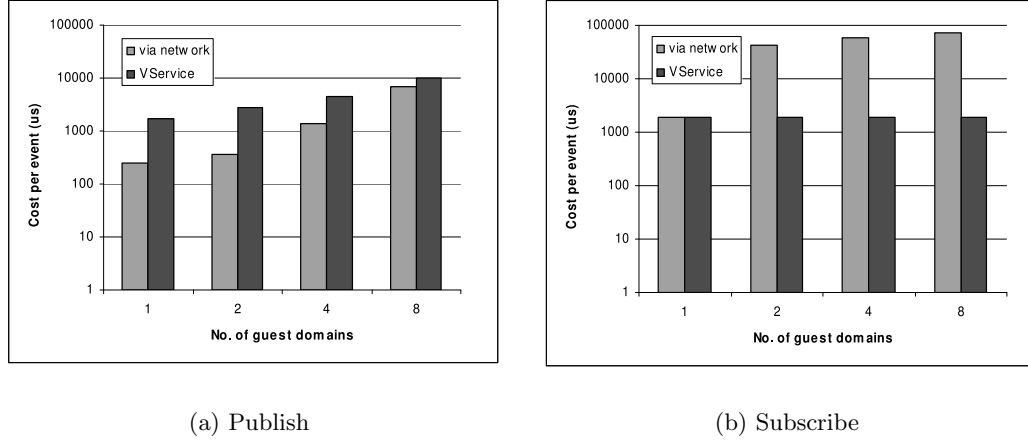 100000
10000
1000
100
10
1
Cost per event (us)
via network
VService
1 2 4 8
No. of guest domains
(a) Publish
100000
10000
1000
100
10
1
Cost per event (us)
via network
VService
1 2 4 8
No. of guest domains
(b) Subscribe